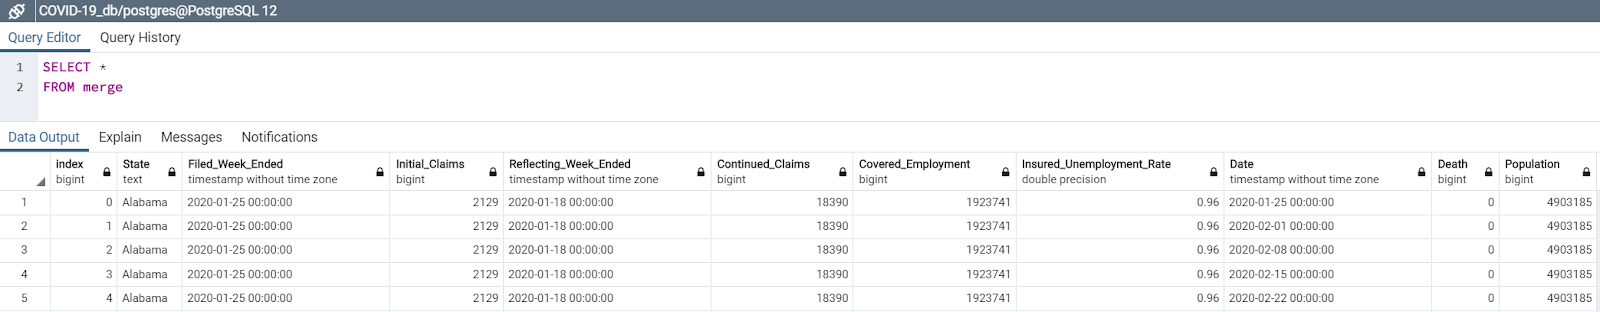 COVID-19_db/postgres@PostgreSQL 12
Query Editor Query History
1 SELECT *
2 FROM merge
Data Output Explain Messages Notifications
index State Filed_Week_Ended Initial_Claims Reflecting_Week_Ended Continued_Claims Covered_Employment Insured_Unemployment_Rate Date Death Population
bigint text timestamp without time zone bigint timestamp without time zone bigint bigint double precision timestamp without time zone bigint bigint
1 0 Alabama 2020-01-25 00:00:00 2129 2020-01-18 00:00:00 18390 1923741 0.96 2020-01-25 00:00:00 0 4903185
2 1 Alabama 2020-01-25 00:00:00 2129 2020-01-18 00:00:00 18390 1923741 0.96 2020-02-01 00:00:00 0 4903185
3 2 Alabama 2020-01-25 00:00:00 2129 2020-01-18 00:00:00 18390 1923741 0.96 2020-02-08 00:00:00 0 4903185
4 3 Alabama 2020-01-25 00:00:00 2129 2020-01-18 00:00:00 18390 1923741 0.96 2020-02-15 00:00:00 0 4903185
5 4 Alabama 2020-01-25 00:00:00 2129 2020-01-18 00:00:00 18390 1923741 0.96 2020-02-22 00:00:00 0 4903185